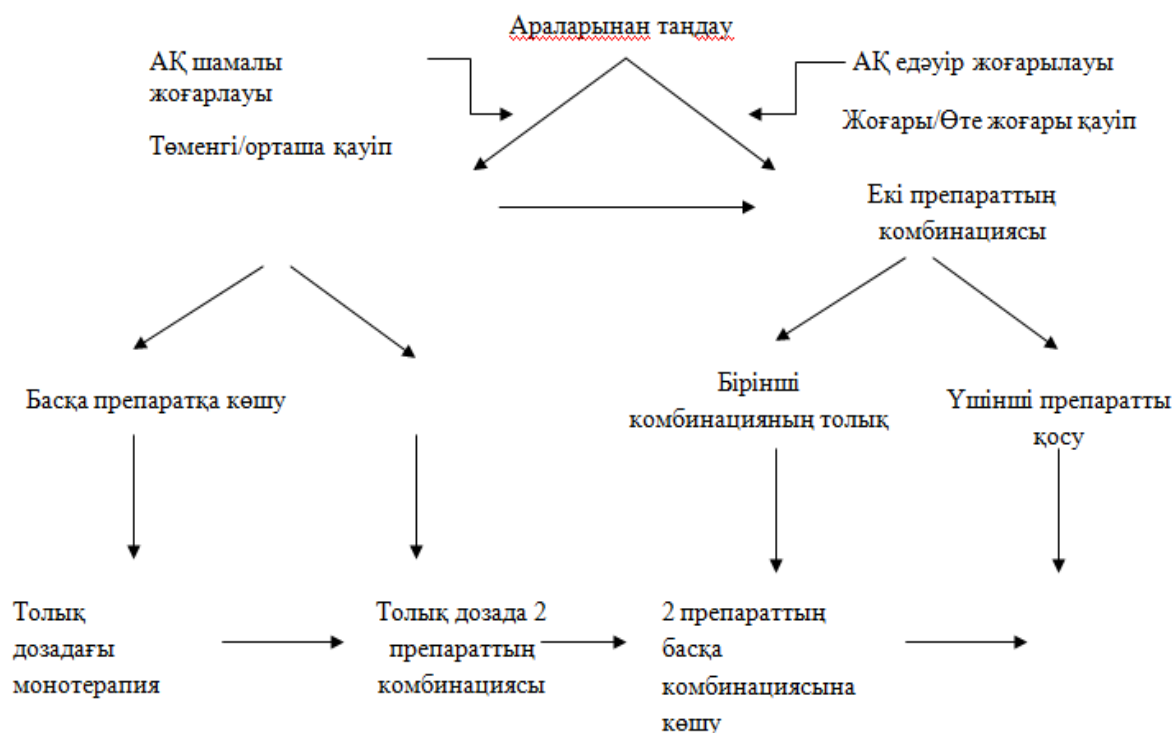 Араларынан таңдау
АҚ шамалы
жоғарлауы
Төменгі/орташа қауіп
АҚ едәуір жоғарылауы
Жоғары/Өте жоғары қауіп
Екі препараттың
комбинациясы
Басқа препаратқа көшу
Бірінші
комбинацияның толық
Үшінші препаратты
қосу
Толық
дозадағы
монотерапия
Толық дозада 2
препараттың
комбинациясы
2 препараттың
басқа
комбинациясына
көшу